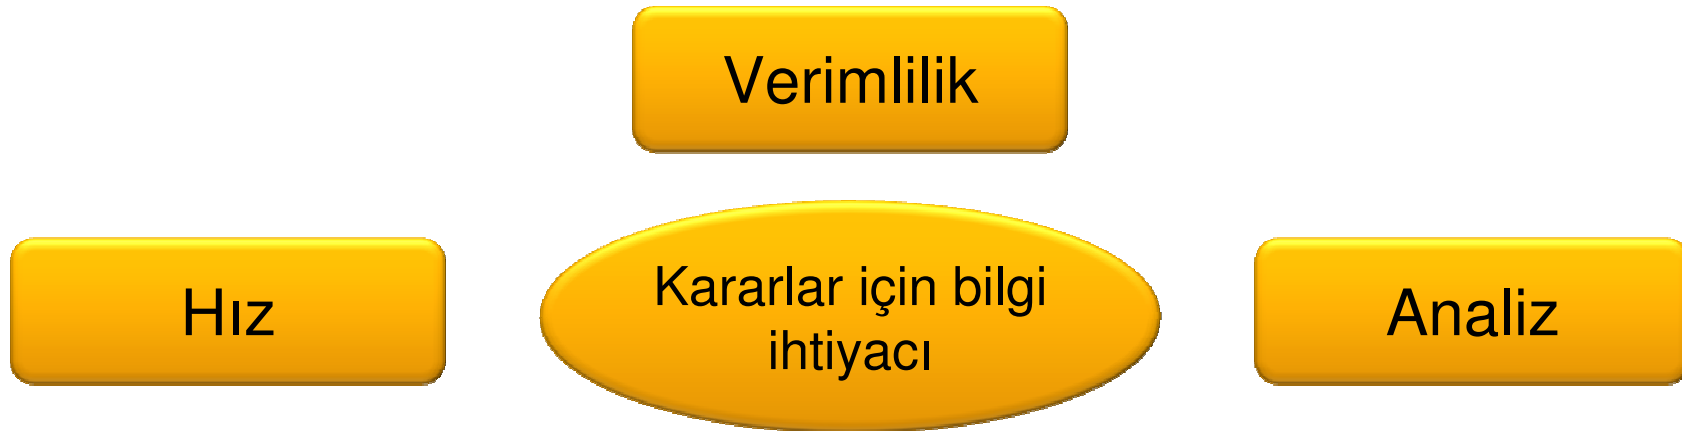 Verimlilik
Hız
Kararlar için bilgi
ihtiyacı
Analiz